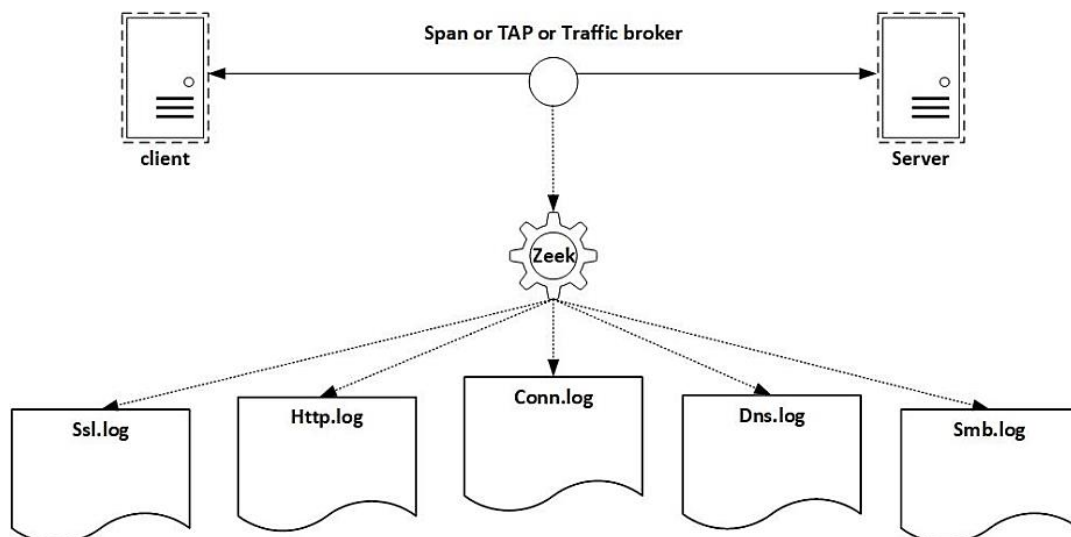 Span or TAP or Traffic broker
client
Server
Zeek
Ssl.log
Http.log
Conn.log
Dns.log
Smb.log